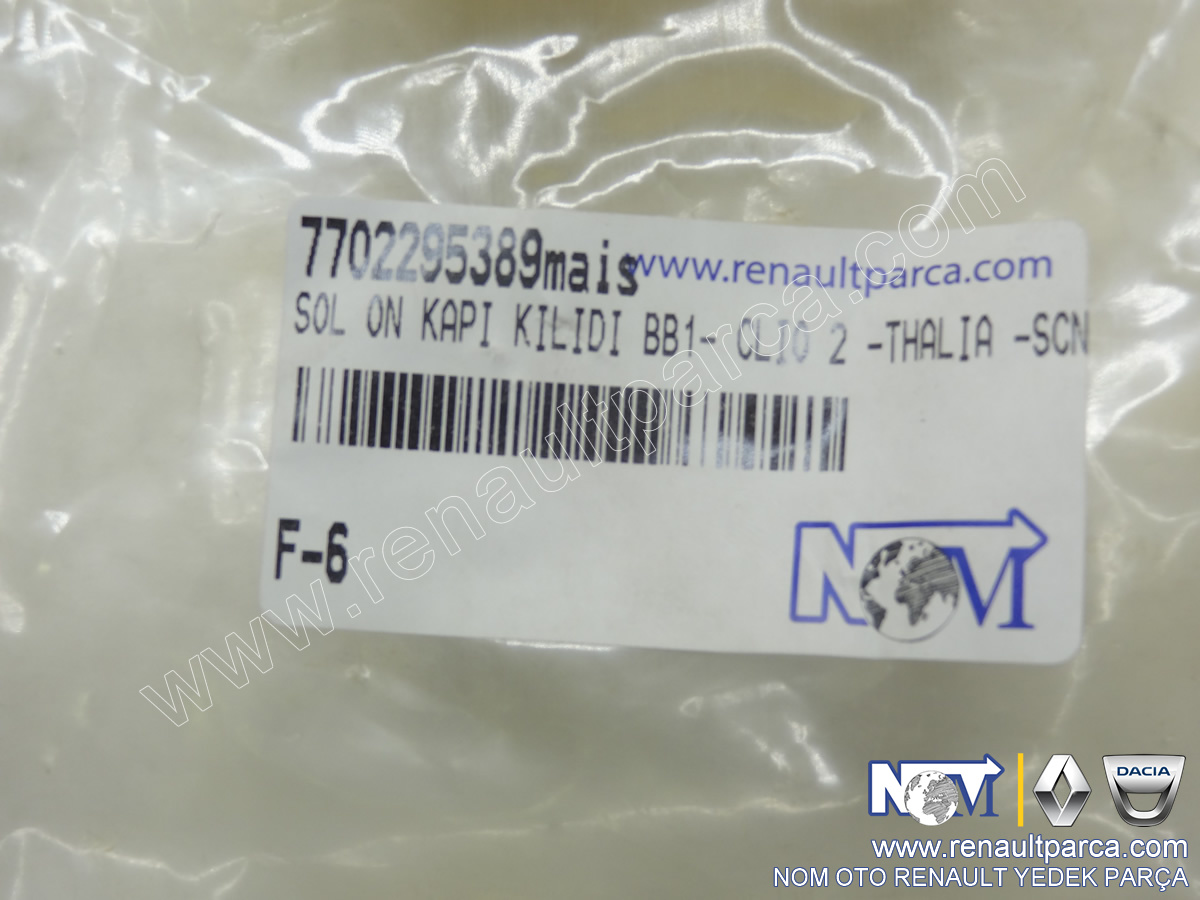 7702295389mais
www.renaultparca.com
SOL ON KAPI KILIDI BB1- CLIO 2 -THALIA -SCN
F-6
NOM
www.renaultparca.com
NOM
DACIA
www.renaultparca.com
NOM OTO RENAULT YEDEK PARÇA